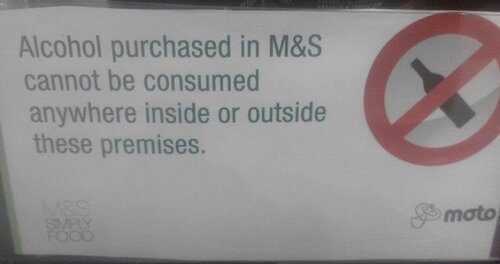 Alcohol purchased in M&S
cannot be consumed
anywhere inside or outside
these premises.
M&S
SIMPLY
FOOD
moto